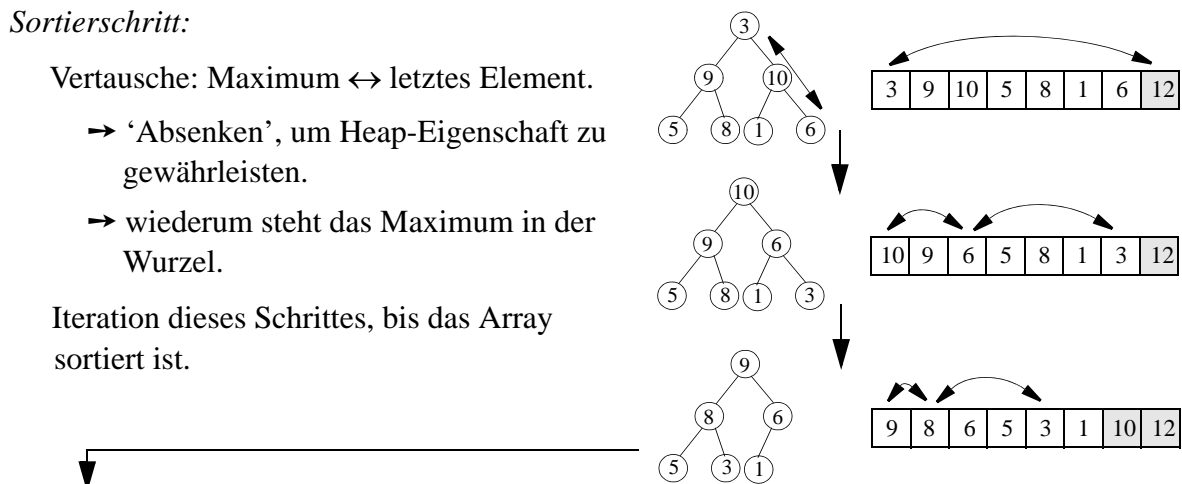 Sortierschritt:
Vertausche: Maximum ↔ letztes Element.
➙ ‘Absenken’, um Heap-Eigenschaft zu
gewährleisten.
➙ wiederum steht das Maximum in der
Wurzel.
Iteration dieses Schrittes, bis das Array
sortiert ist.
3
9 10
5 8 1 6
3 9 10 5 8 1 6 12
10
9 6
5 8 1 3
10 9 6 5 8 1 3 12
9
8 6
5 3 1
9 8 6 5 3 1 10 12